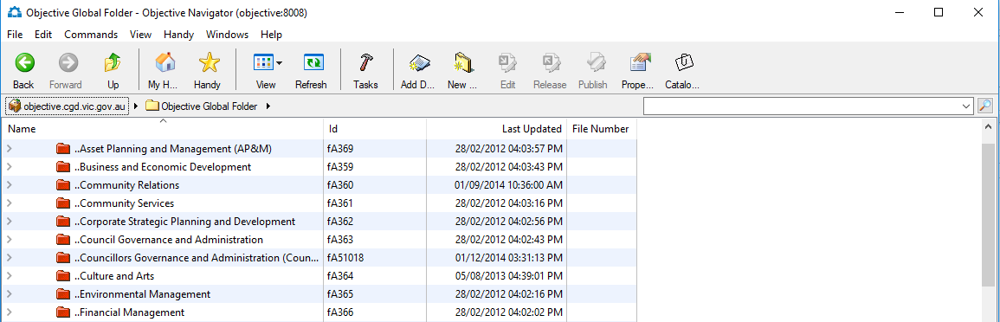 Objective Global Folder - Objective Navigator (objective:8008)
File Edit Commands View Handy Windows Help
Back Forward Up My H... Handy View Refresh Tasks Add D... New ... Edit Release Publish Prope... Catalo...
objective.cgd.vic.gov.au Objective Global Folder
Name Id Last Updated File Number
..Asset Planning and Management (AP&M) fA369 28/02/2012 04:03:57 PM
..Business and Economic Development fA359 28/02/2012 04:03:43 PM
..Community Relations fA360 01/09/2014 10:36:00 AM
..Community Services fA361 28/02/2012 04:03:16 PM
..Corporate Strategic Planning and Development fA362 28/02/2012 04:02:56 PM
..Council Governance and Administration fA363 28/02/2012 04:02:43 PM
..Councillors Governance and Administration (Coun... fA51018 01/12/2014 03:31:13 PM
..Culture and Arts fA364 05/08/2013 04:39:01 PM
..Environmental Management fA365 28/02/2012 04:02:16 PM
..Financial Management fA366 28/02/2012 04:02:02 PM